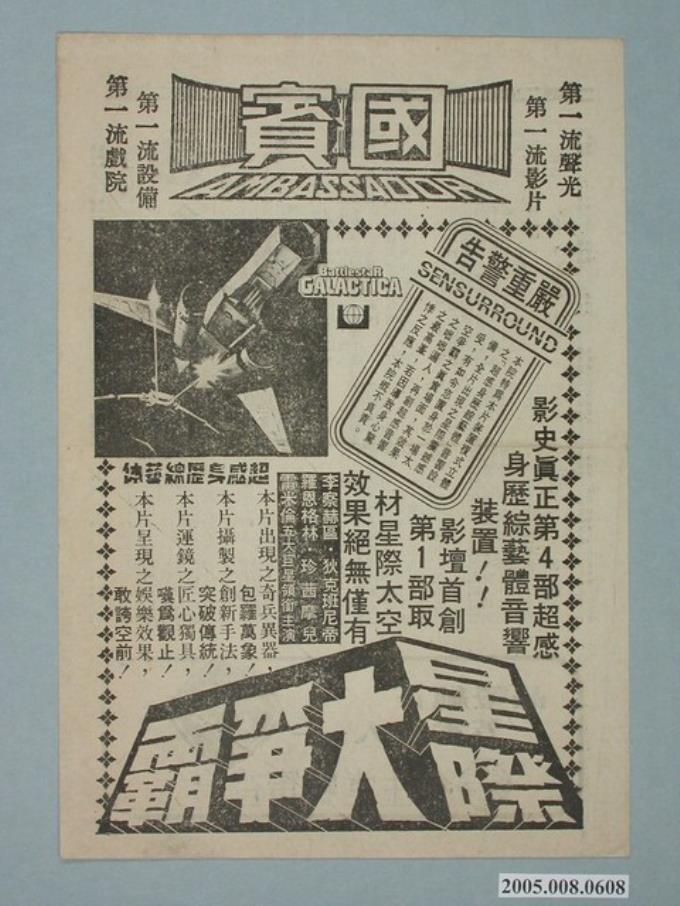 國賓
AMBASSADOR
第一流聲光
第一流影片
第一流設備
第一流戲院
嚴重警告
SENSURROUND
BattlestaR
GALACTICA
影史眞正第4部超感
身歷綜藝體音響
裝置!!
影壇首創
第1部取
材星際太空
效果絕無僅有
李察赫區·狄克班尼帝
羅恩格林·珍茜摩兒
雷米倫五大巨星領銜主演
超感身歷綜藝体
本片出現之奇兵異器,
包羅萬象!
本片攝製之創新手法,
突破傳統!
本片運鏡之匠心獨具,
嘆爲觀止!
本片呈現之娛樂效果,
敢誇空前!
星際大爭霸
2005.008.0608